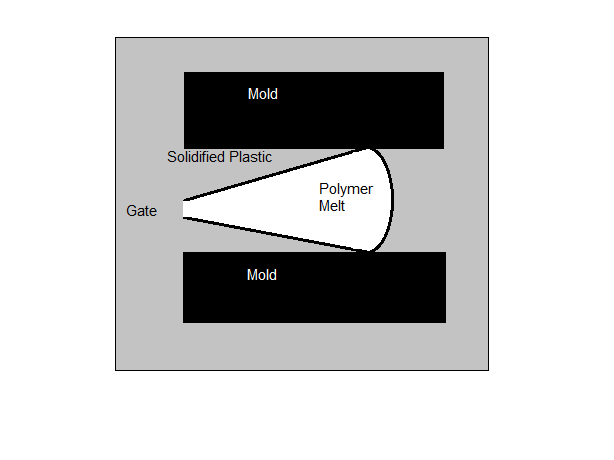 Mold
Solidified Plastic
Polymer
Melt
Gate
Mold